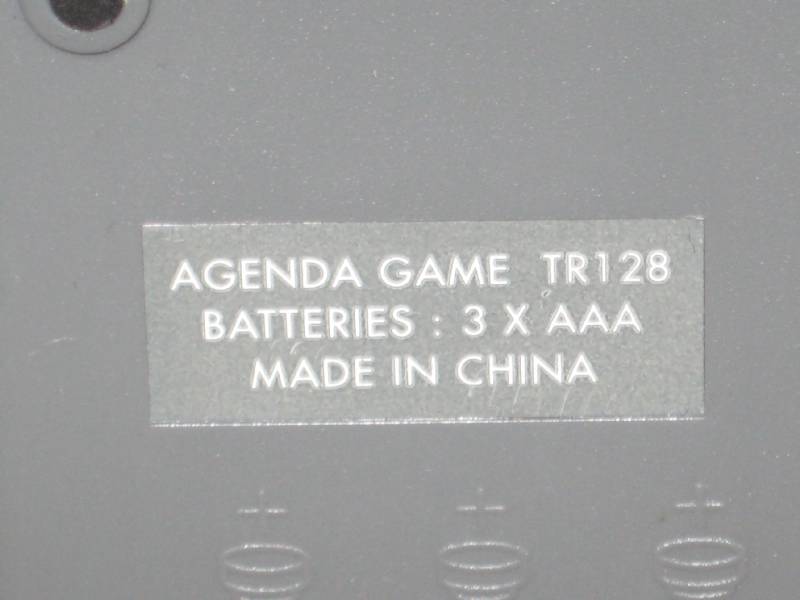 AGENDA GAME TR128
BATTERIES : 3 X AAA
MADE IN CHINA